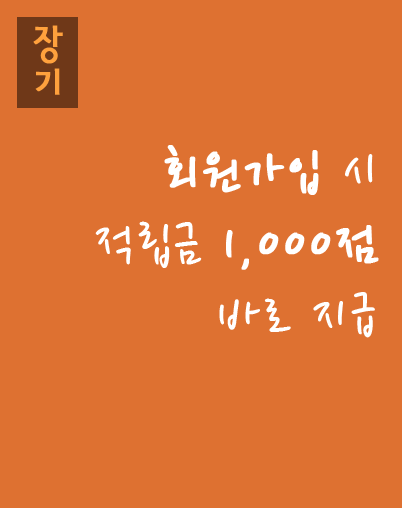 장
기
회원가입 시
적립금 1,000점
바로 지급